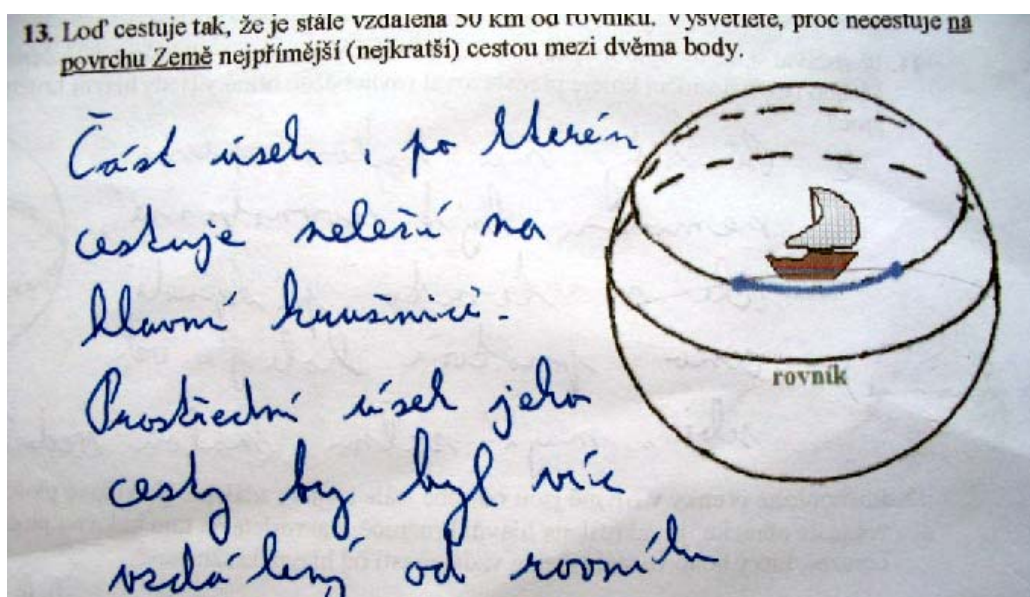 13. Loď cestuje tak, že je stále vzdálena 50 km od rovníku. Vysvětlete, proč necestuje na
povrchu Země nejpřímější (nejkratší) cestou mezi dvěma body.
Část úseku, po kterém
cestuje neleží na
hlavní kružnici.
Prostřední úsek jeho
cesty by byl víc
vzdálený od rovníku
rovník